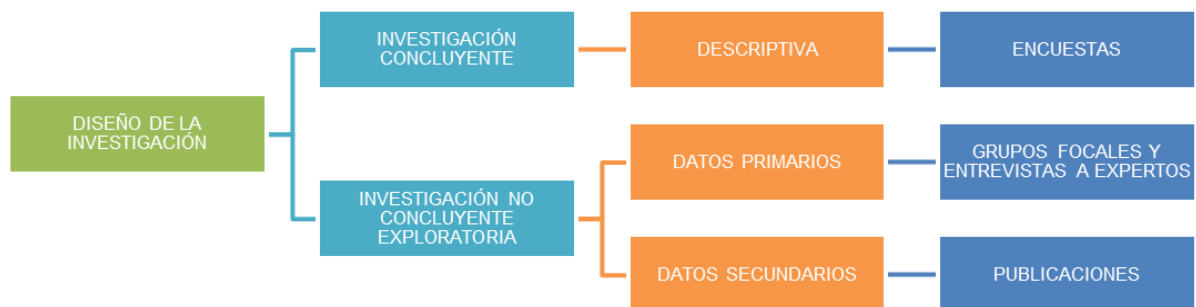 INVESTIGACIÓN
CONCLUYENTE
DESCRIPTIVA
ENCUESTAS
DISEÑO DE LA
INVESTIGACIÓN
DATOS PRIMARIOS
GRUPOS FOCALES Y
ENTREVISTAS A EXPERTOS
INVESTIGACIÓN NO
CONCLUYENTE
EXPLORATORIA
DATOS SECUNDARIOS
PUBLICACIONES